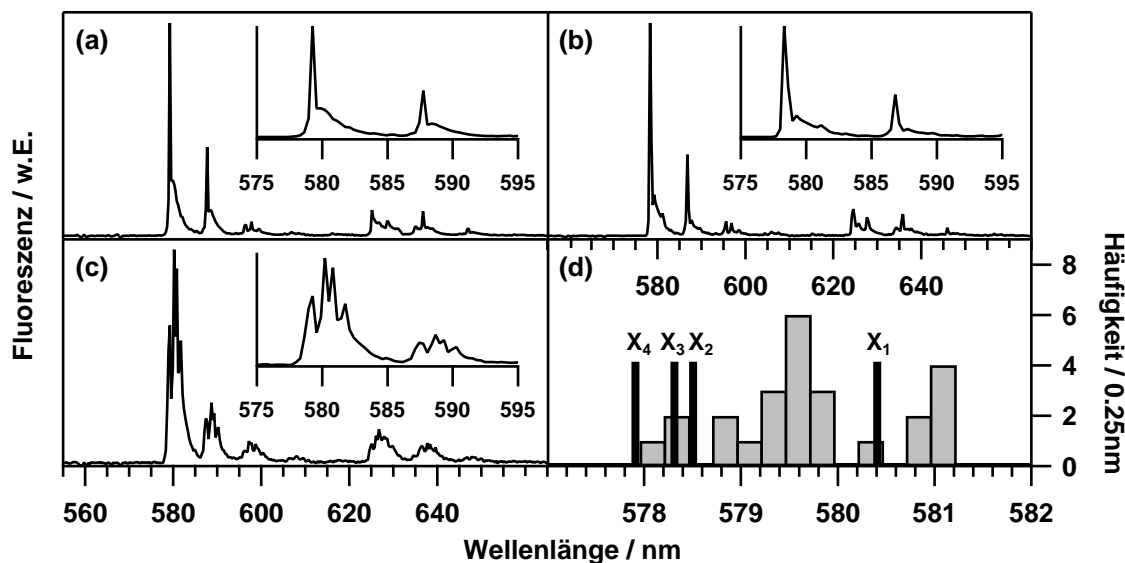 (a)
575 580 585 590 595
(b)
575 580 585 590 595
Fluoreszenz / w.E.
(c)
575 580 585 590 595
560 580 600 620 640
580 600 620 640
(d)
X4 X3 X2 X1
8
6
4
2
0
Häufigkeit / 0.25nm
578 579 580 581 582
Wellenlänge / nm